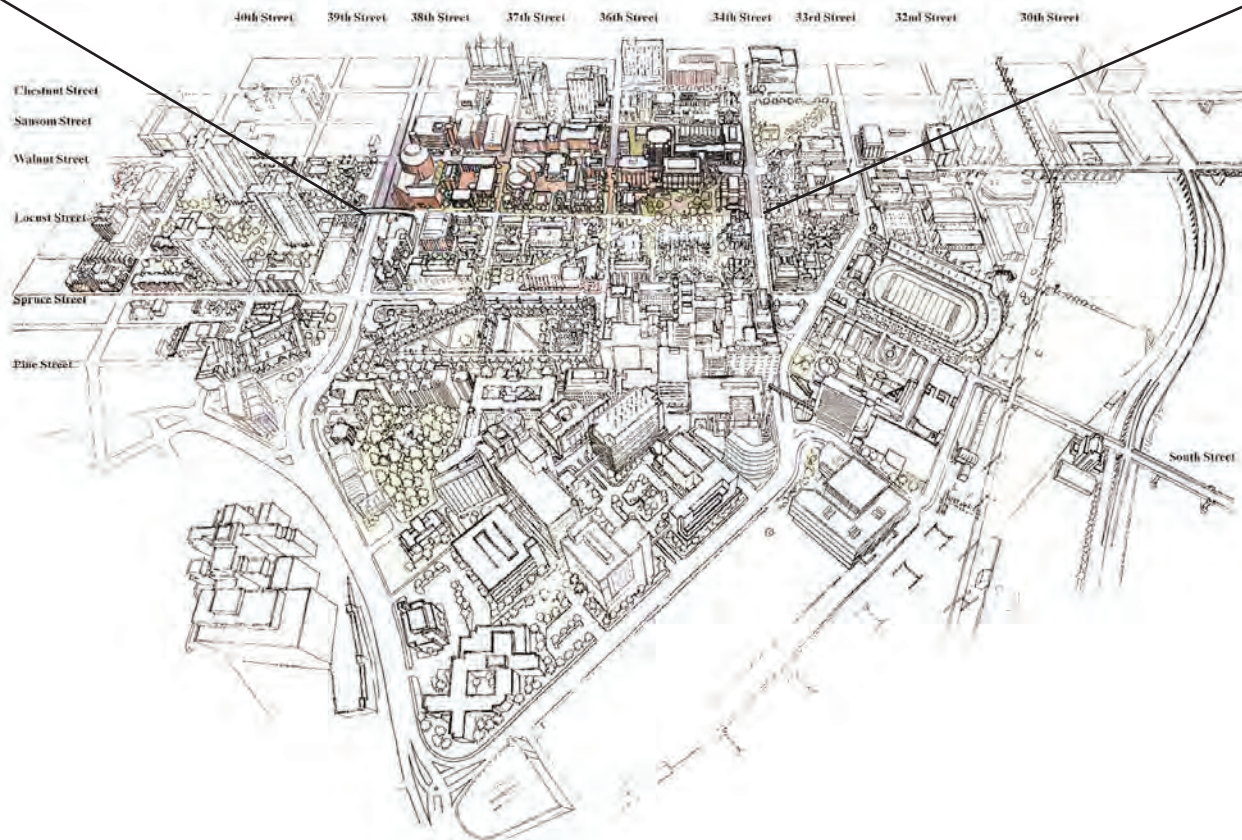 40th Street 39th Street 38th Street 37th Street 36th Street 34th Street 33rd Street 32nd Street 30th Street
Chestnut Street
Sansom Street
Walnut Street
Locust Street
Spruce Street
Pine Street
South Street